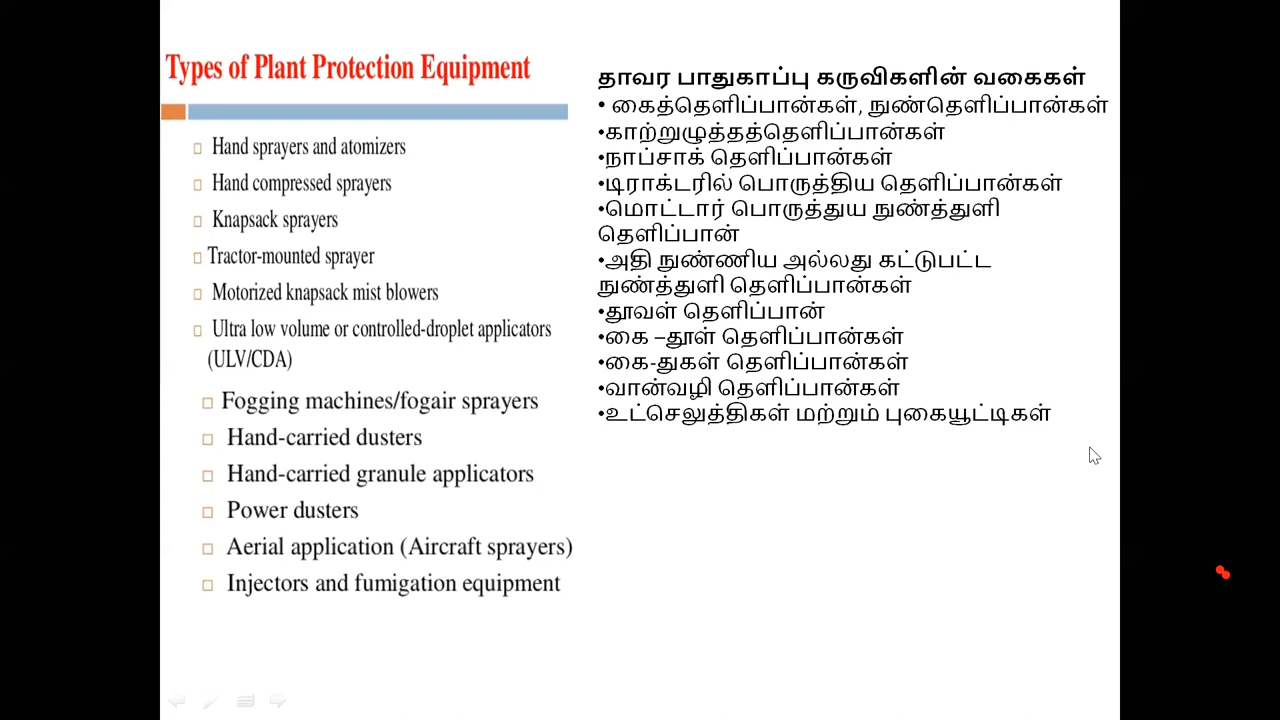 Types of Plant Protection Equipment
Hand sprayers and atomizers
Hand compressed sprayers
Knapsack sprayers
Tractor-mounted sprayer
Motorized knapsack mist blowers
Ultra low volume or controlled-droplet applicators
(ULV/CDA)
Fogging machines/fogair sprayers
Hand-carried dusters
Hand-carried granule applicators
Power dusters
Aerial application (Aircraft sprayers)
Injectors and fumigation equipment
தாவர பாதுகாப்பு கருவிகளின் வகைகள்
• கைத்தெளிப்பான்கள், நுண்தெளிப்பான்கள்
•காற்றுழுத்தத்தெளிப்பான்கள்
•நாப்சாக் தெளிப்பான்கள்
•டிராக்டரில் பொருத்திய தெளிப்பான்கள்
•மொட்டார் பொருத்துய நுண்த்துளி
தெளிப்பான்
•அதி நுண்ணிய அல்லது கட்டுபட்ட
நுண்த்துளி தெளிப்பான்கள்
•தூவள் தெளிப்பான்
•கை –தூள் தெளிப்பான்கள்
•கை-துகள் தெளிப்பான்கள்
•வான்வழி தெளிப்பான்கள்
•உட்செலுத்திகள் மற்றும் புகையூட்டிகள்